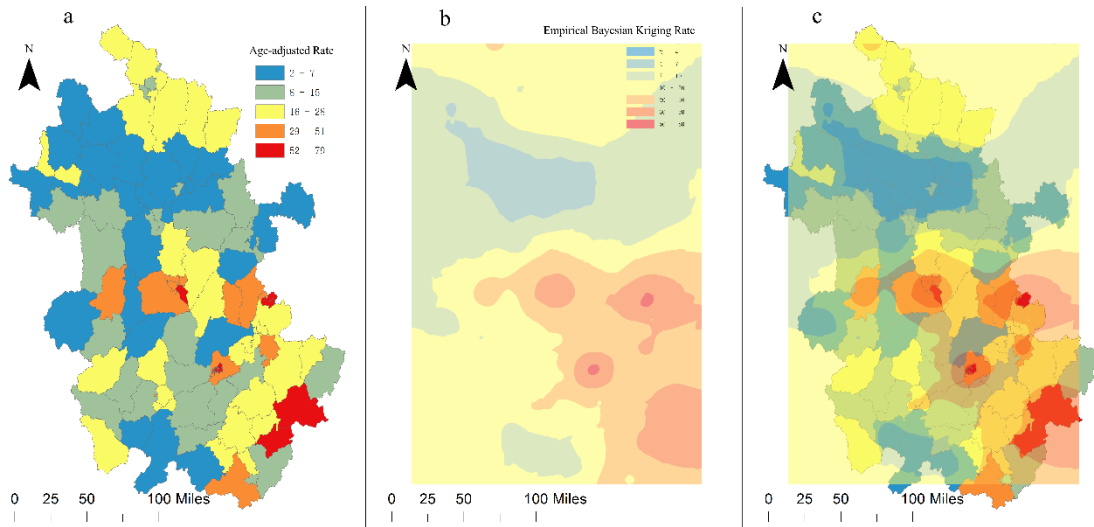 a
N
Age-adjusted Rate
2 - 7
8 - 15
16 - 28
29   51
52 - 79
0 25 50 100 Miles
b
Empirical Bayesian Kriging Rate
0 25 50 100 Miles
c
N
0 25 50 100 Miles